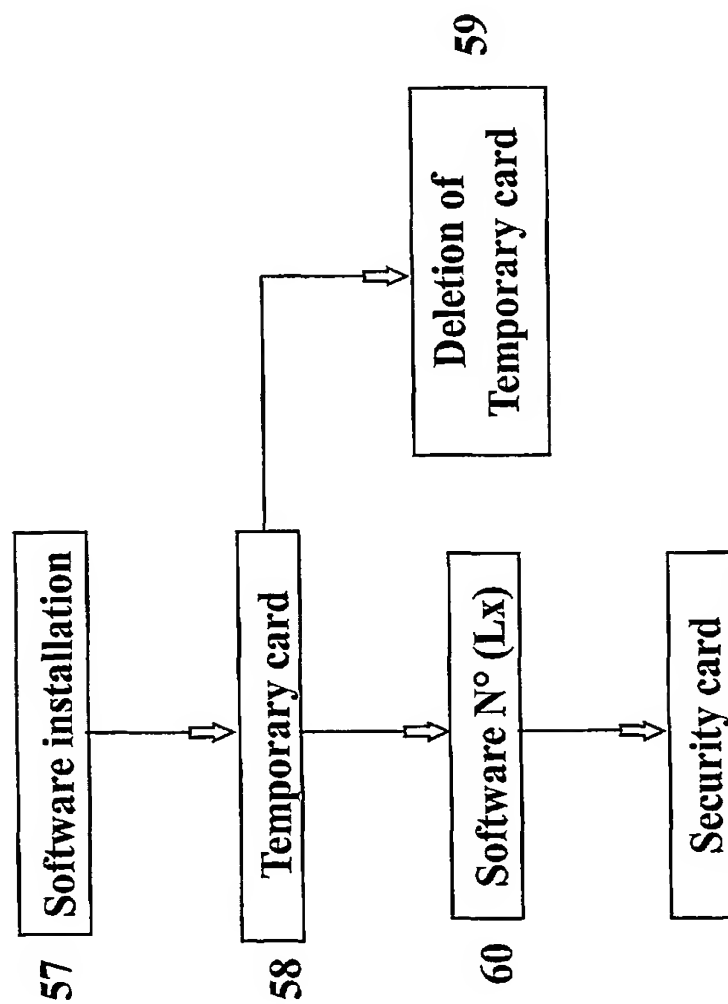 57
Software installation
58
Temporary card
59
Deletion of
Temporary card
60
Software N° (Lx)
Security card